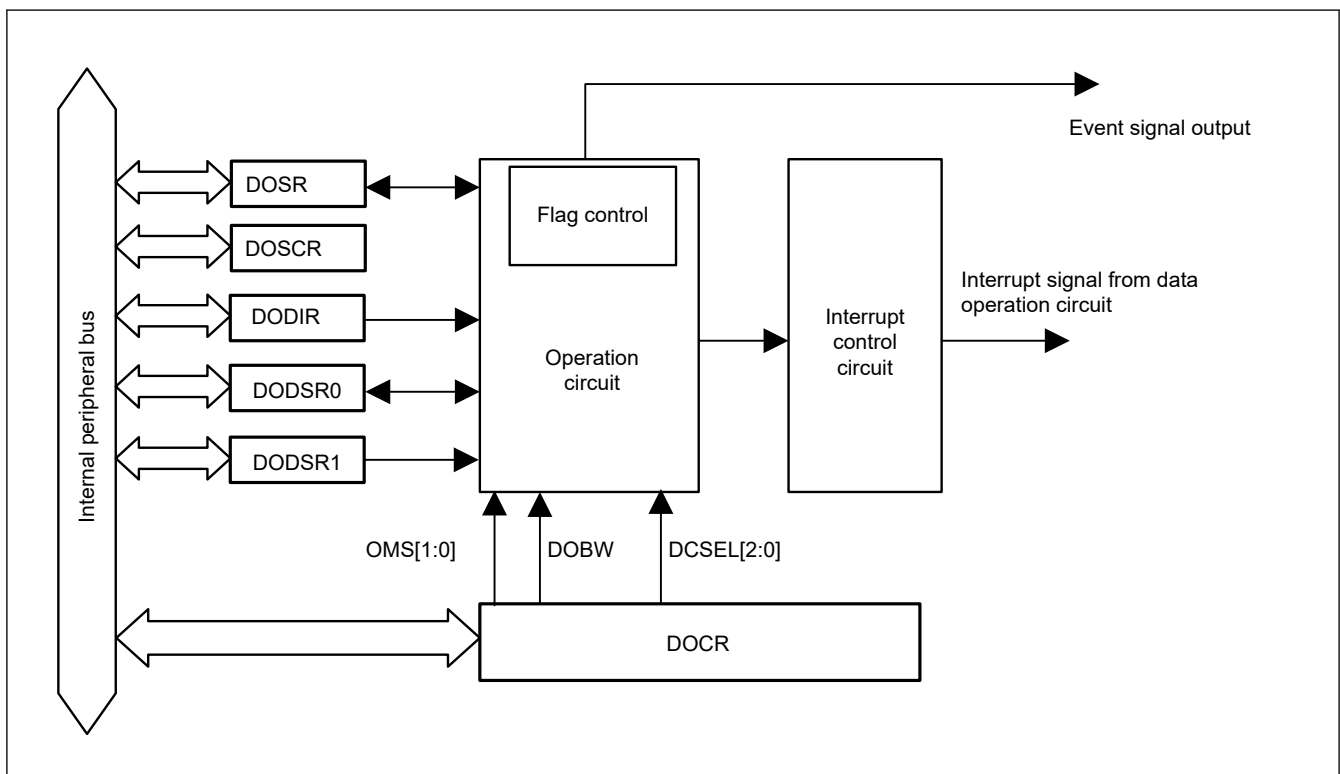 Event signal output
DOSR
Flag control
DOSCR
Internal peripheral bus
DODIR
Interrupt signal from data
operation circuit
Interrupt
control
circuit
Operation
circuit
DODSR0
DODSR1
OMS[1:0]
DOBW
DCSEL[2:0]
DOCR